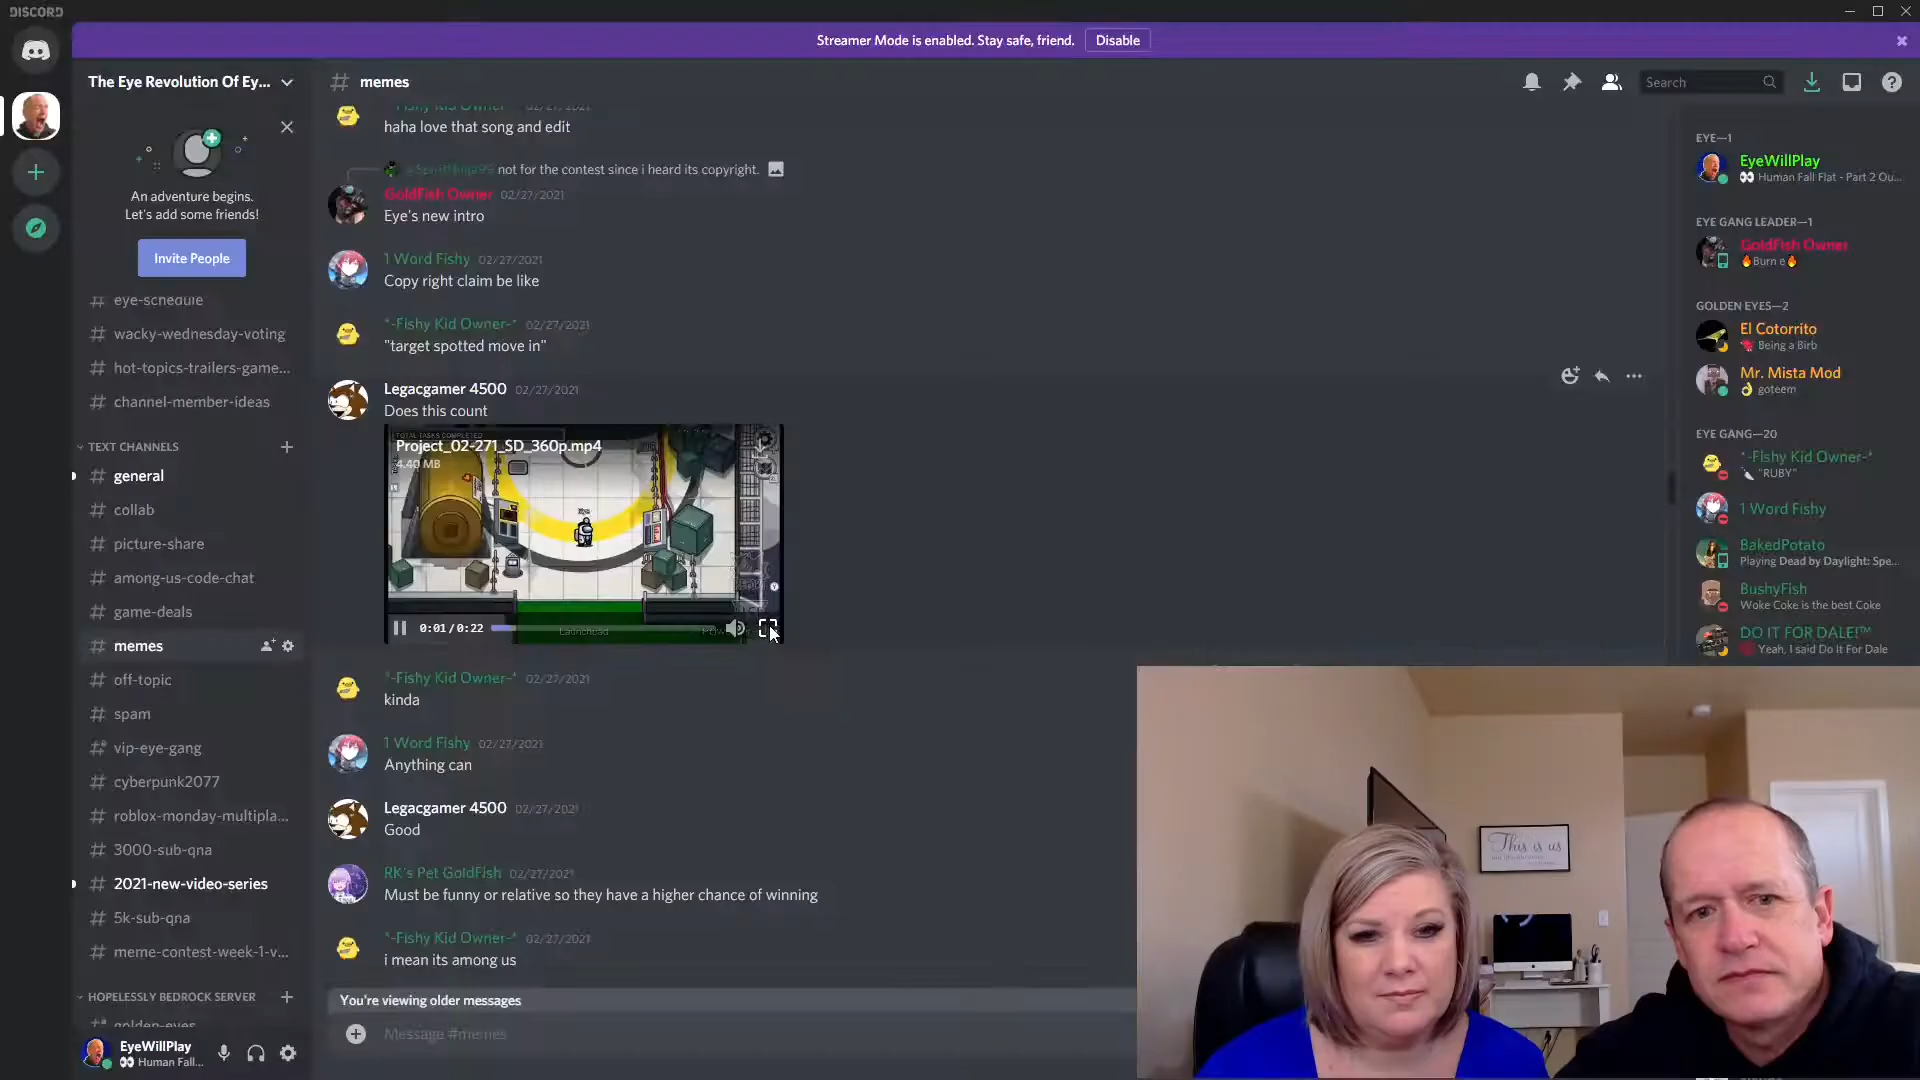 DISCORD
Streamer Mode is enabled. Stay safe, friend.
Disable
The Eye Revolution Of Ey...
An adventure begins.
Let's add some friends!
Invite People
eye-schedule
wacky-wednesday-voting
hot-topics-trailers-game...
channel-member-ideas
TEXT CHANNELS
general
collab
picture-share
among-us-code-chat
game-deals
memes
off-topic
spam
vip-eye-gang
cyberpunk2077
roblox-monday-multipla...
3000-sub-qna
2021-new-video-series
5k-sub-qna
meme-contest-week-1-v...
HOPELESSLY BEDROCK SERVER
golden-eyes
EyeWillPlay
Human Fall...
# memes
Search
*-Fishy Kid Owner-* 02/27/2021
haha love that song and edit
not for the contest since i heard its copyright.
GoldFish Owner 02/27/2021
Eye's new intro
1 Word Fishy 02/27/2021
Copy right claim be like
*-Fishy Kid Owner-* 02/27/2021
"target spotted move in"
Legacgamer 4500 02/27/2021
Does this count
TOTAL TASKS COMPLETED
Project_02-271_SD_360p.mp4
4.40 MB
0:01/0:22
Launchpad
*-Fishy Kid Owner-* 02/27/2021
kinda
1 Word Fishy 02/27/2021
Anything can
Legacgamer 4500 02/27/2021
Good
RK's Pet GoldFish 02/27/2021
Must be funny or relative so they have a higher chance of winning
*-Fishy Kid Owner-* 02/27/2021
i mean its among us
You're viewing older messages
Message #memes
EYE—1
EyeWillPlay
Human Fall Flat - Part 2 Ou...
EYE GANG LEADER—1
GoldFish Owner
Burn e
GOLDEN EYES—2
El Cotorrito
Being a Birb
Mr. Mista Mod
goteem
EYE GANG—20
*-Fishy Kid Owner-*
"RUBY"
1 Word Fishy
BakedPotato
Playing Dead by Daylight: Spe...
BushyFish
Woke Coke is the best Coke
DO IT FOR DALE!™
Yeah, I said Do It For Dale
This is us